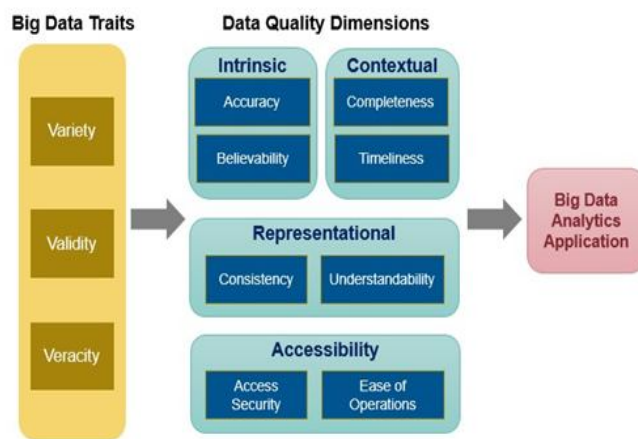 Big Data Traits
Data Quality Dimensions
Variety
Validity
Veracity
Intrinsic
Accuracy
Believability
Contextual
Completeness
Timeliness
Representational
Consistency
Understandability
Accessibility
Access
Security
Ease of
Operations
Big Data
Analytics
Application